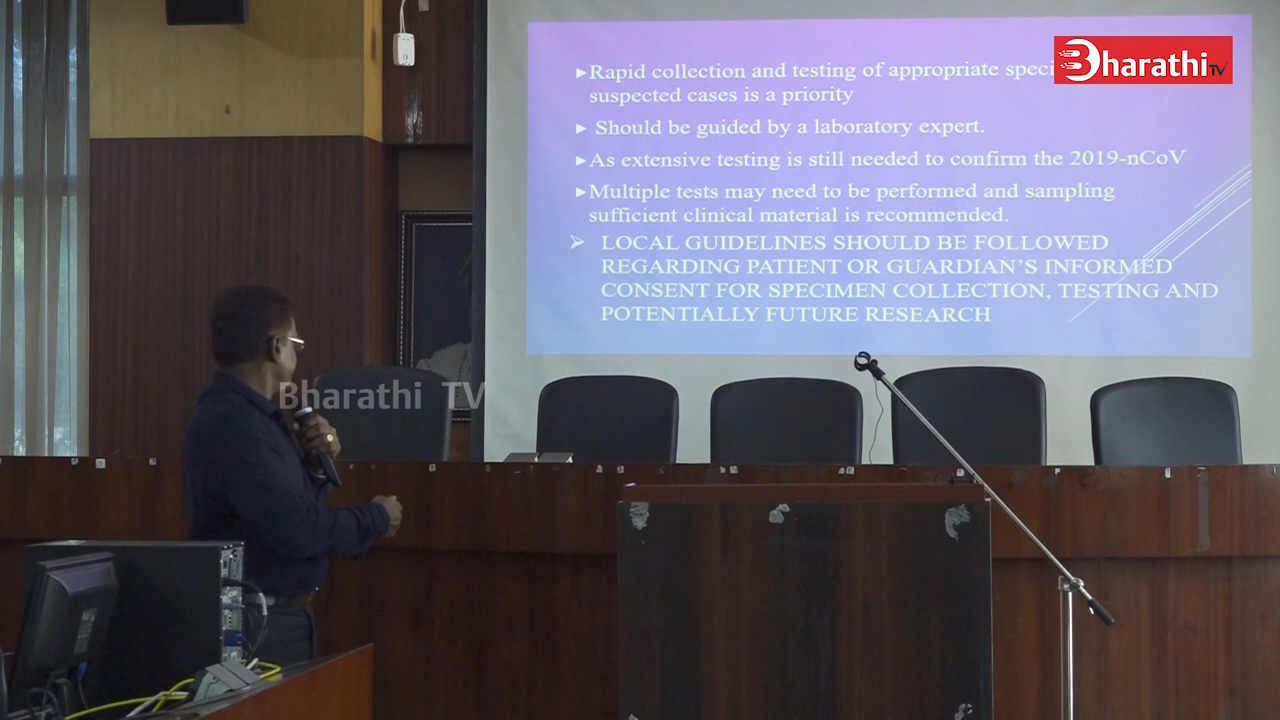 Bharathi TV
►Rapid collection and testing of appropriate
suspected cases is a priority
► Should be guided by a laboratory expert.
►As extensive testing is still needed to confirm the 2019-nCoV
►Multiple tests may need to be performed and sampling
sufficient clinical material is recommended.
➢ LOCAL GUIDELINES SHOULD BE FOLLOWED
REGARDING PATIENT OR GUARDIAN'S INFORMED
CONSENT FOR SPECIMEN COLLECTION, TESTING AND
POTENTIALLY FUTURE RESEARCH
Bharathi TV